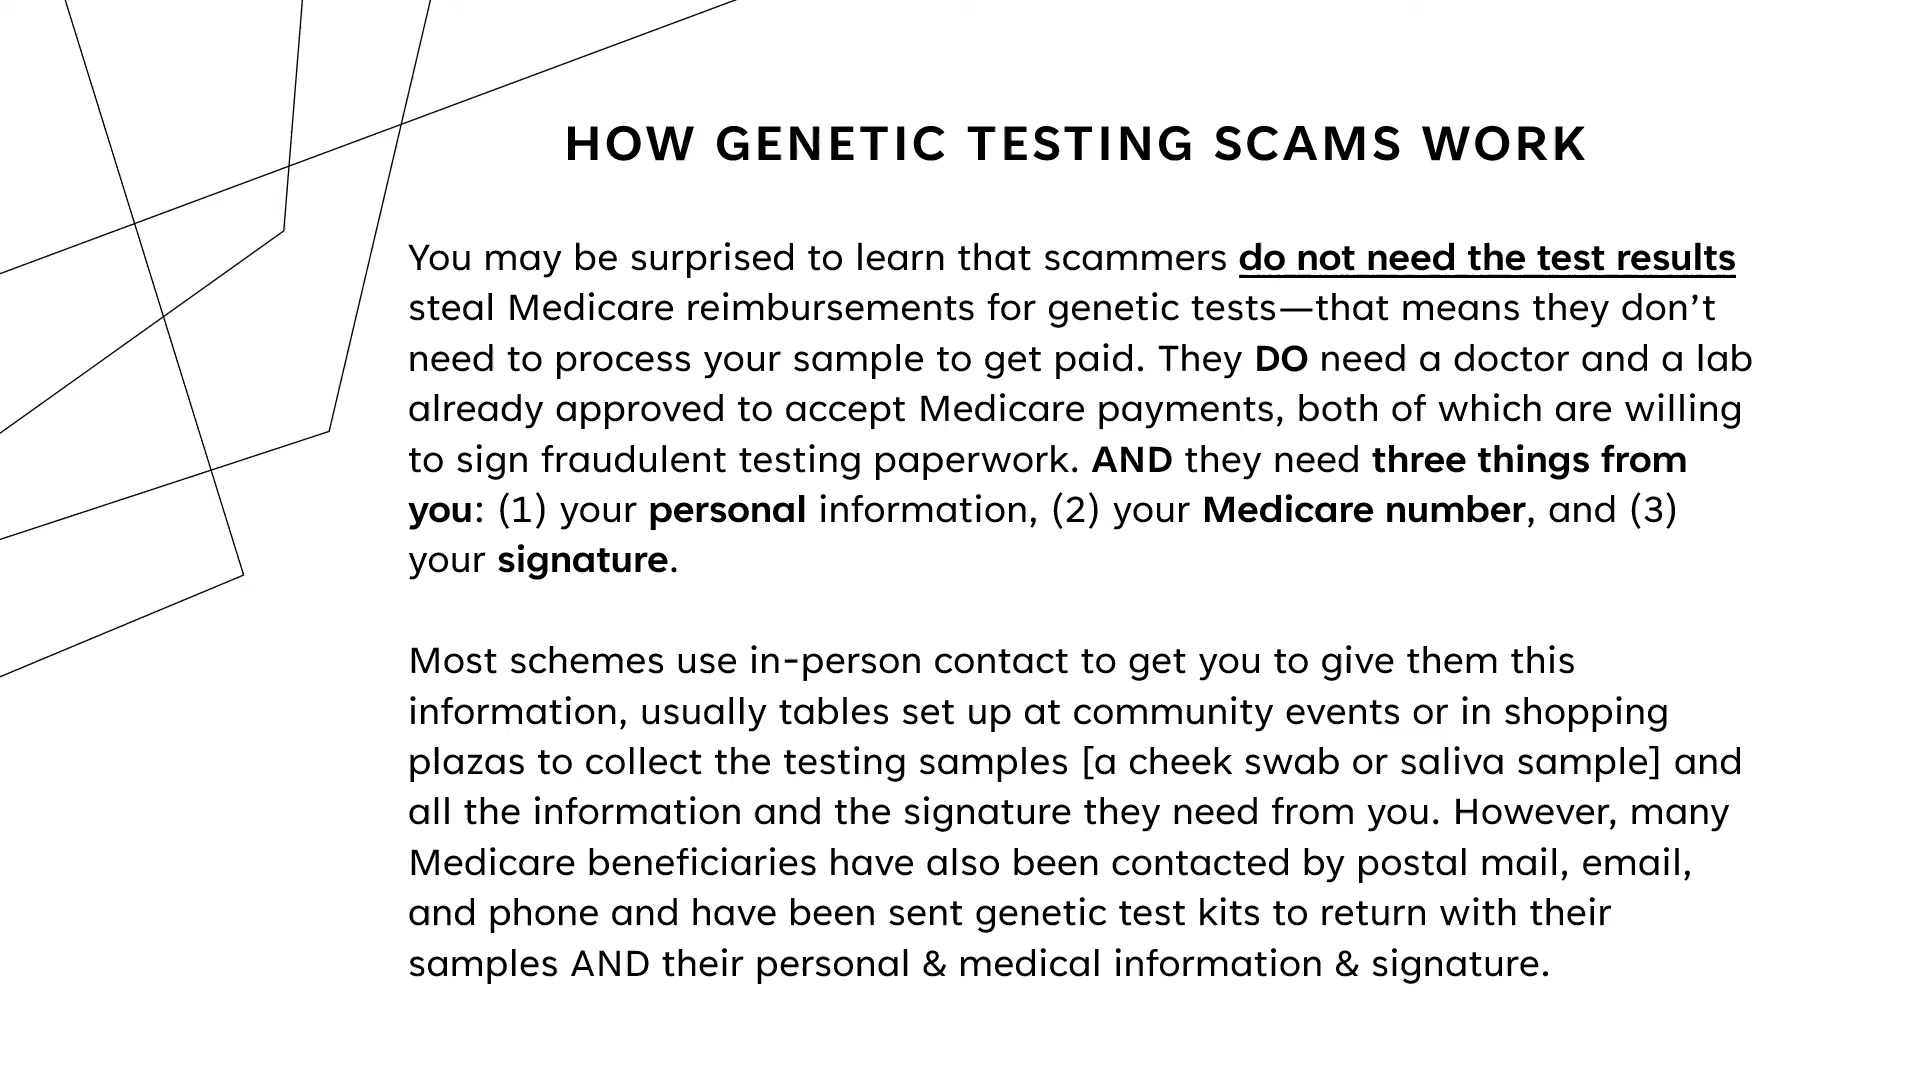 HOW GENETIC TESTING SCAMS WORK
You may be surprised to learn that scammers do not need the test results
steal Medicare reimbursements for genetic tests—that means they don’t
need to process your sample to get paid. They DO need a doctor and a lab
already approved to accept Medicare payments, both of which are willing
to sign fraudulent testing paperwork. AND they need three things from
you: (1) your personal information, (2) your Medicare number, and (3)
your signature.
Most schemes use in-person contact to get you to give them this
information, usually tables set up at community events or in shopping
plazas to collect the testing samples [a cheek swab or saliva sample] and
all the information and the signature they need from you. However, many
Medicare beneficiaries have also been contacted by postal mail, email,
and phone and have been sent genetic test kits to return with their
samples AND their personal & medical information & signature.